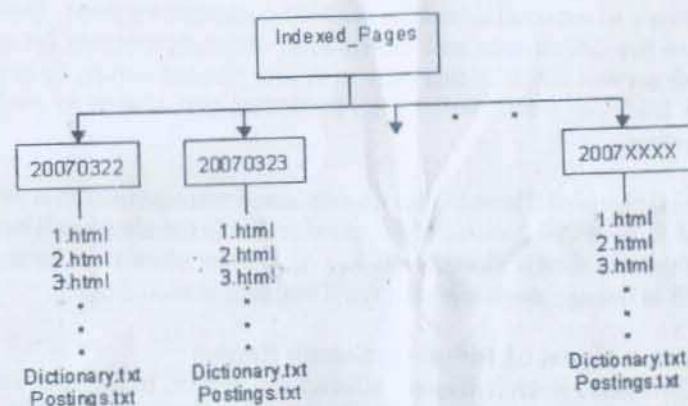 Indexed_Pages
20070322
20070323
2007XXXX
1.html
2.html
3.html
Dictionary.txt
Postings.txt
1.html
2.html
3.html
Dictionary.txt
Postings.txt
1.html
2.html
3.html
Dictionary.txt
Postings.txt